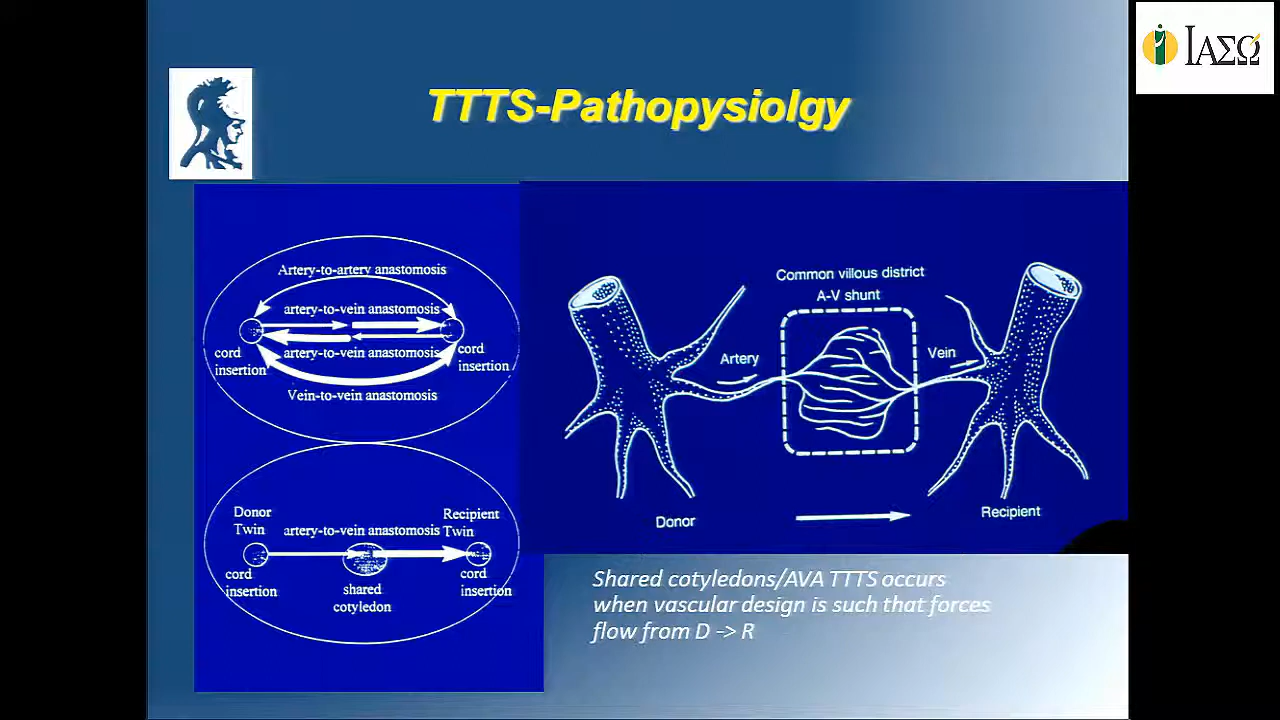 ΙΑΣΩ
TTTS-Pathopysiolgy
Artery-to-artery anastomosis
artery-to-vein anastomosis
artery-to-vein anastomosis
cord
insertion
cord
insertion
Vein-to-vein anastomosis
Donor
Twin
artery-to-vein anastomosis
Recipient
Twin
cord
insertion
shared
cotyledon
cord
insertion
Common villous district
A-V shunt
Artery
Vein
Donor
Recipient
Shared cotyledons/AVA TTTS occurs
when vascular design is such that forces
flow from D -> R